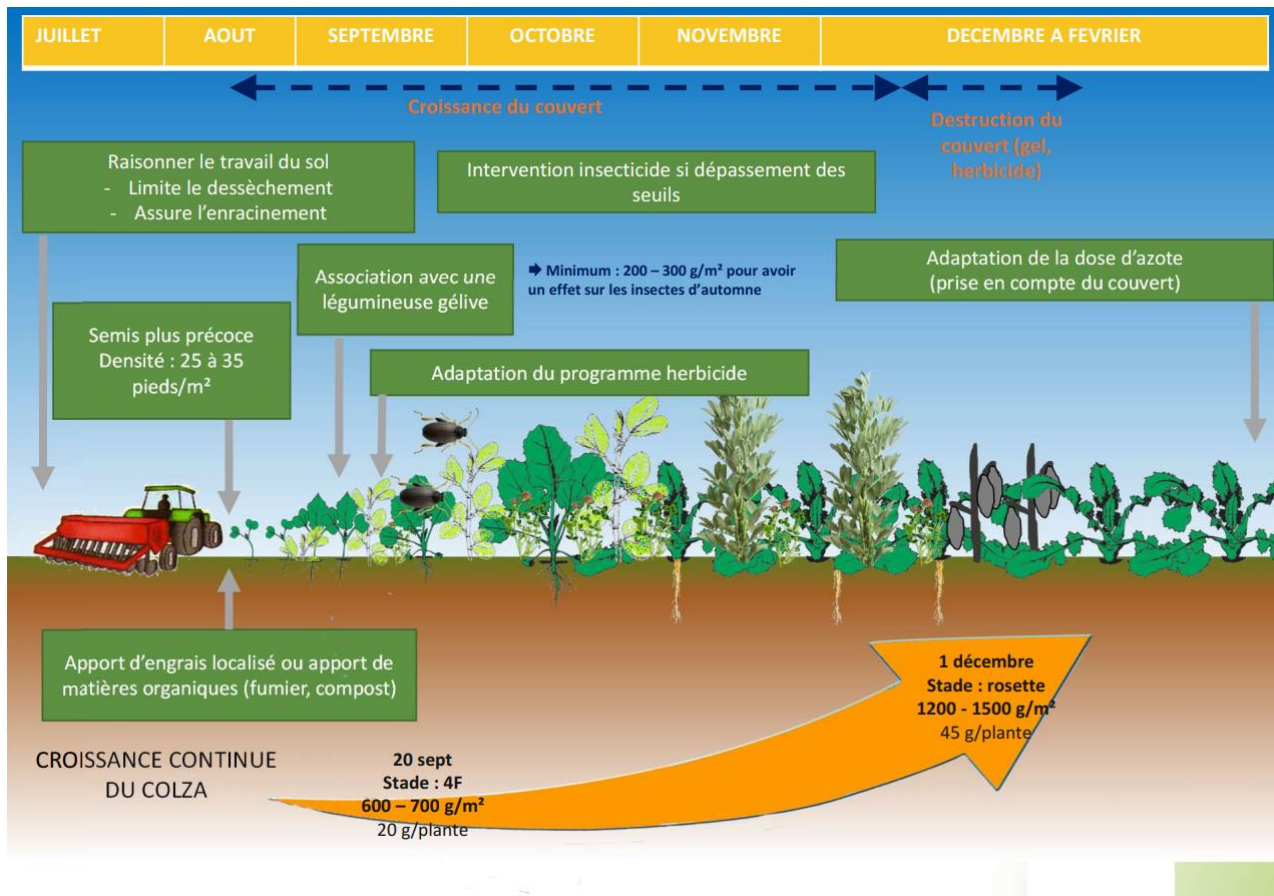 JUILLET
AOUT
SEPTEMBRE
OCTOBRE
NOVEMBRE
DECEMBRE A FEVRIER
Croissance du couvert
Destruction du
couvert (gel,
herbicide)
Raisonner le travail du sol
- Limite le dessèchement
- Assure l'enracinement
Intervention insecticide si dépassement des
seuils
Association avec une
légumineuse gélive
➔ Minimum : 200 – 300 g/m² pour avoir
un effet sur les insectes d'automne
Adaptation de la dose d'azote
(prise en compte du couvert)
Semis plus précoce
Densité : 25 à 35
pieds/m²
Adaptation du programme herbicide
Apport d'engrais localisé ou apport de
matières organiques (fumier, compost)
CROISSANCE CONTINUE
DU COLZA
20 sept
Stade : 4F
600 – 700 g/m²
20 g/plante
1 décembre
Stade : rosette
1200 - 1500 g/m²
45 g/plante